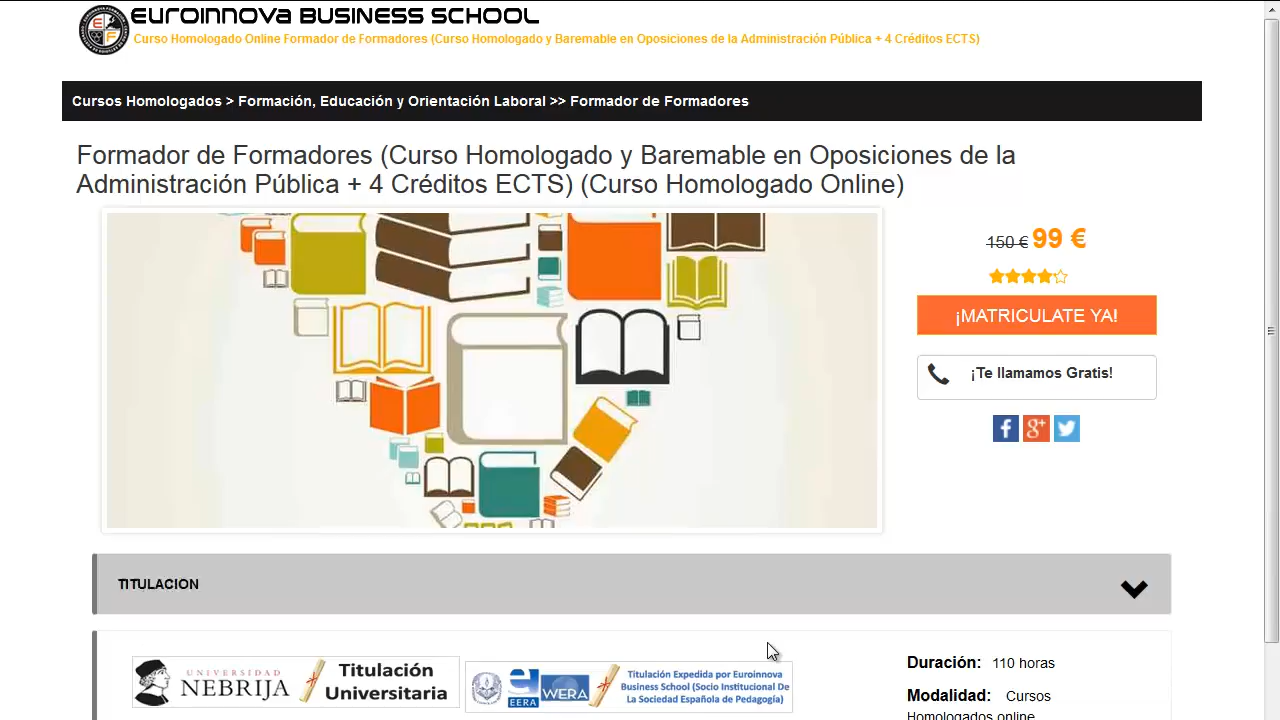 EUROINNOVA BUSINESS SCHOOL
Curso Homologado Online Formador de Formadores (Curso Homologado y Baremable en Oposiciones de la Administración Pública + 4 Créditos ECTS)
Cursos Homologados > Formación, Educación y Orientación Laboral >> Formador de Formadores
Formador de Formadores (Curso Homologado y Baremable en Oposiciones de la
Administración Pública + 4 Créditos ECTS) (Curso Homologado Online)
150 € 99 €
¡MATRICULATE YA!
¡Te llamamos Gratis!
TITULACION
UNIVERSIDAD
NEBRIJA
Titulación
Universitaria
EERA
WERA
Titulación Expedida por Euroinnova
Business School (Socio Institucional De
La Sociedad Española de Pedagogía)
Duración: 110 horas
Modalidad: Cursos
Homologados online